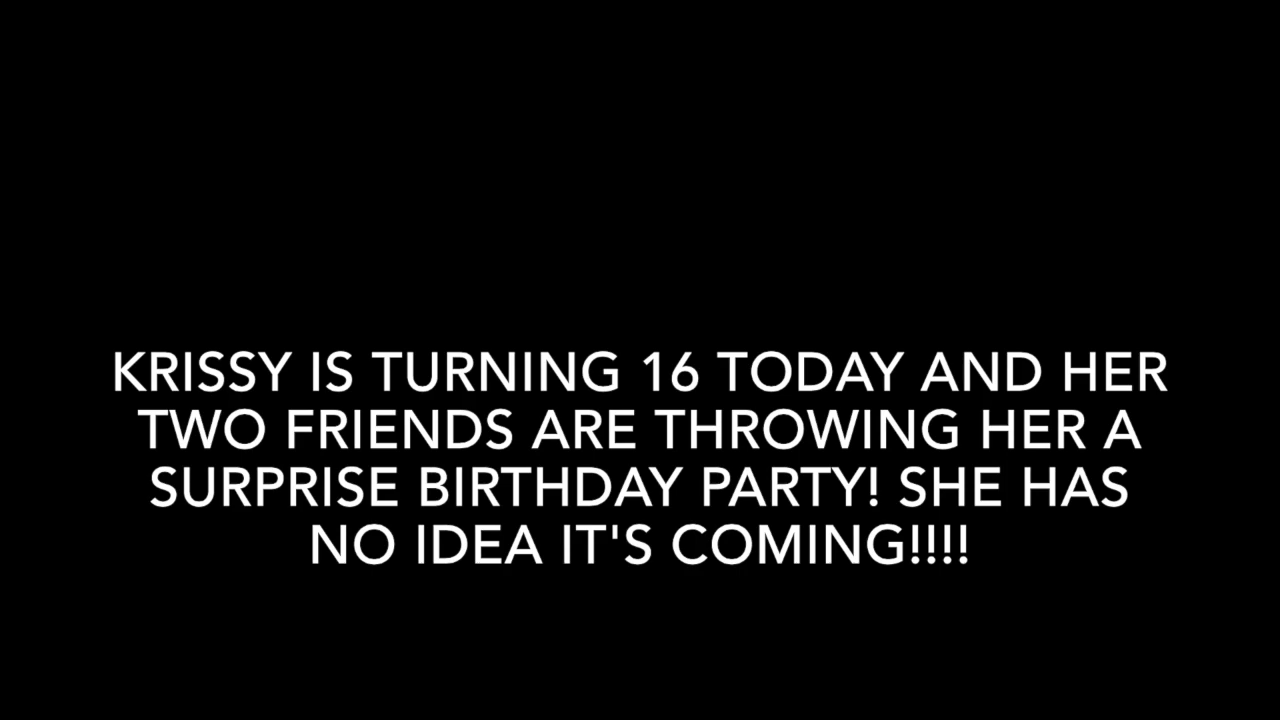 KRISSY IS TURNING 16 TODAY AND HER
TWO FRIENDS ARE THROWING HER A
SURPRISE BIRTHDAY PARTY! SHE HAS
NO IDEA IT'S COMING!!!!